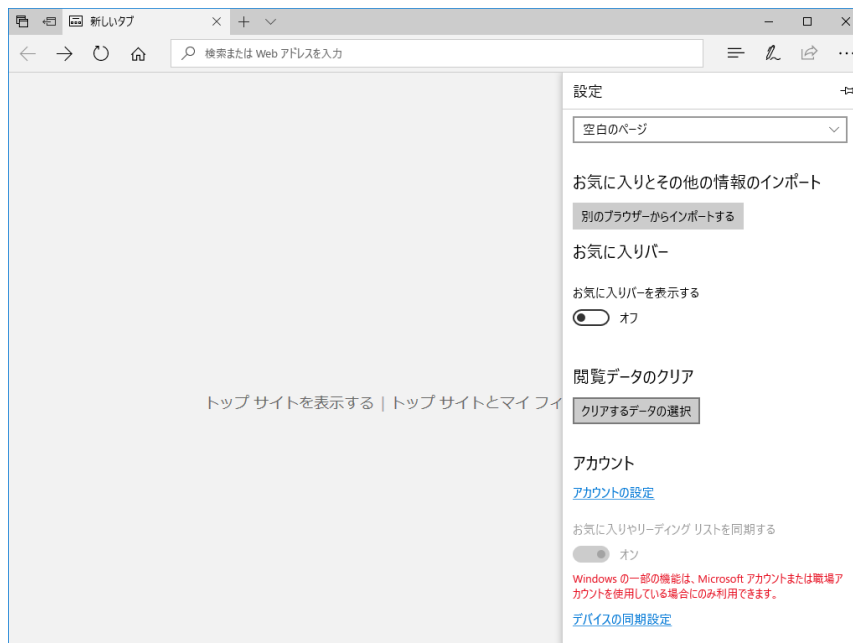 新しいタブ
検索または Web アドレスを入力
設定
空白のページ
お気に入りとその他の情報のインポート
別のブラウザーからインポートする
お気に入りバー
お気に入りバーを表示する
オフ
閲覧データのクリア
トップ サイトを表示する | トップ サイトとマイ フィ
クリアするデータの選択
アカウント
アカウントの設定
お気に入りやリーディング リストを同期する
オン
Windows の一部の機能は、Microsoft アカウントまたは職場ア
カウントを使用している場合にのみ利用できます。
デバイスの同期設定